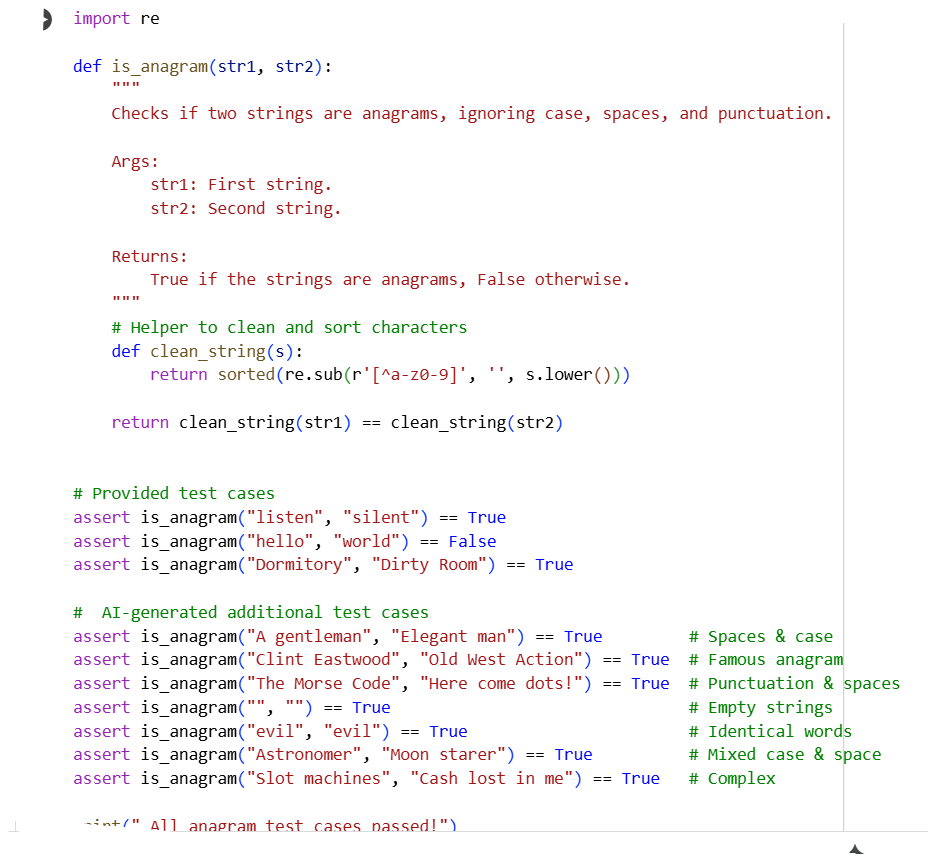 import re
def is_anagram(str1, str2):
    """
    Checks if two strings are anagrams, ignoring case, spaces, and punctuation.
    Args:
        str1: First string.
        str2: Second string.
    Returns:
        True if the strings are anagrams, False otherwise.
    """
    # Helper to clean and sort characters
    def clean_string(s):
        return sorted(re.sub(r'[^a-z0-9]', '', s.lower()))
    return clean_string(str1) == clean_string(str2)
# Provided test cases
assert is_anagram("listen", "silent") == True
assert is_anagram("hello", "world") == False
assert is_anagram("Dormitory", "Dirty Room") == True
#  AI-generated additional test cases
assert is_anagram("A gentleman", "Elegant man") == True         # Spaces & case
assert is_anagram("Clint Eastwood", "Old West Action") == True  # Famous anagram
assert is_anagram("The Morse Code", "Here come dots!") == True  # Punctuation & spaces
assert is_anagram("", "") == True                               # Empty strings
assert is_anagram("evil", "evil") == True                       # Identical words
assert is_anagram("Astronomer", "Moon starer") == True          # Mixed case & space
assert is_anagram("Slot machines", "Cash lost in me") == True   # Complex
print(" All anagram test cases passed!")